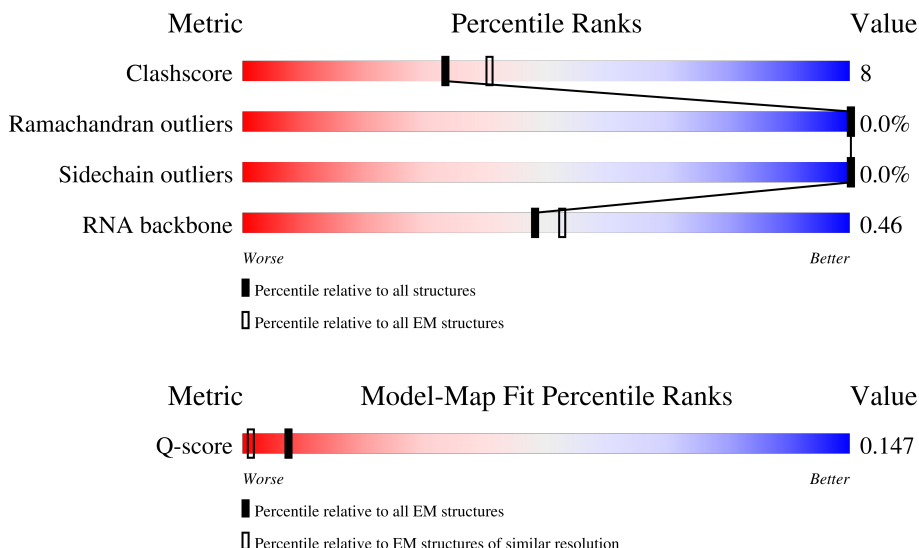 Metric Percentile Ranks Value
Clashscore 8
Ramachandran outliers 0.0%
Sidechain outliers 0.0%
RNA backbone 0.46
Worse Better
Percentile relative to all structures
Percentile relative to all EM structures
Metric Model-Map Fit Percentile Ranks Value
Q-score 0.147
Worse Better
Percentile relative to all EM structures
Percentile relative to EM structures of similar resolution